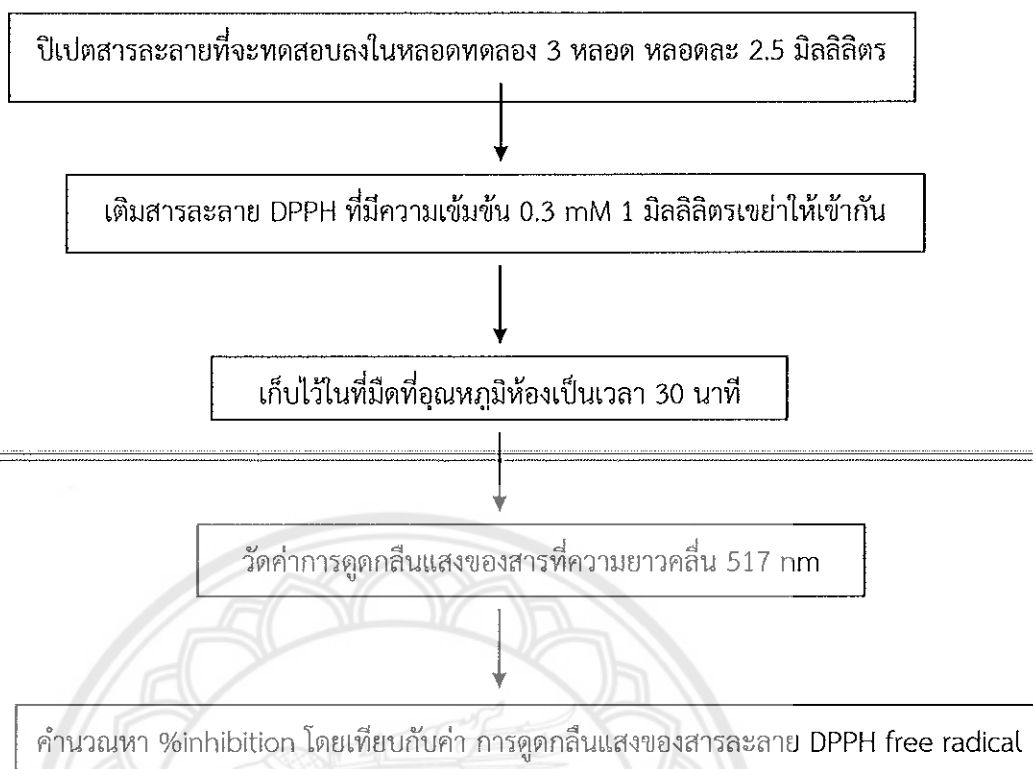 ปิเปตสารละลายที่จะทดสอบลงในหลอดทดลอง 3 หลอด หลอดละ 2.5 มิลลิลิตร
เติมสารละลาย DPPH ที่มีความเข้มข้น 0.3 mM 1 มิลลิลิตรเขย่าให้เข้ากัน
เก็บไว้ในที่มืดที่อุณหภูมิห้องเป็นเวลา 30 นาที
วัดค่าการดูดกลืนแสงของสารที่ความยาวคลื่น 517 nm
คำนวณหา %inhibition โดยเทียบกับค่า การดูดกลืนแสงของสารละลาย DPPH free radical